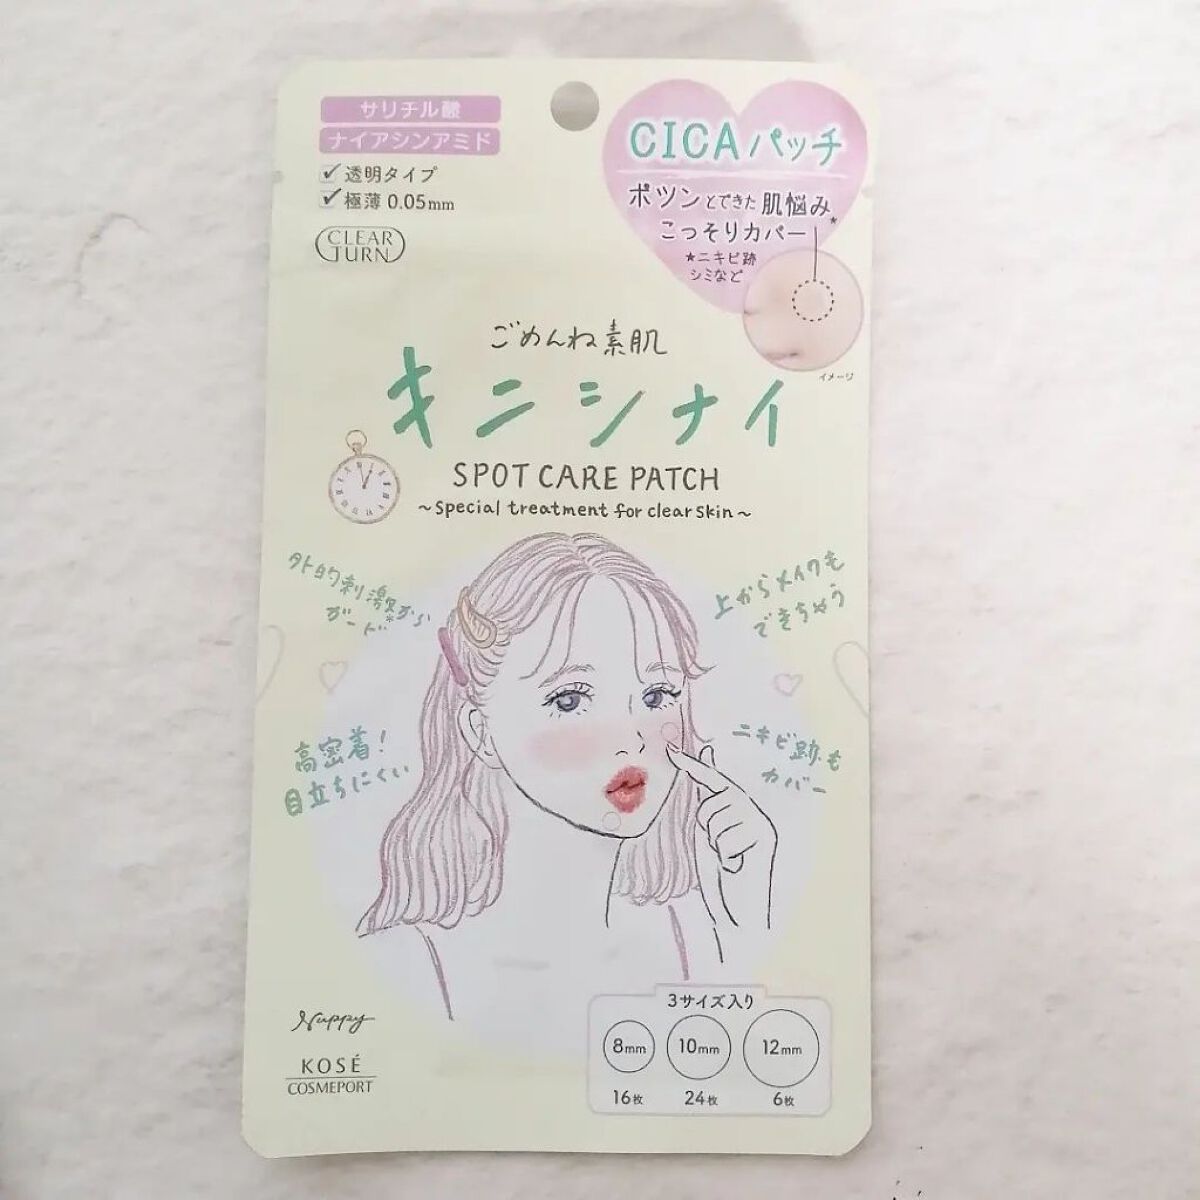 サリチル酸
ナイアシンアミド
透明タイプ
極薄 0.05mm
CLEAR
TURN
CICAパッチ
ポツンとできた肌悩み*
こっそりカバー
★ニキビ跡
シミなど
イメージ
ごめんね素肌
キニシナイ
SPOT CARE PATCH
~Special treatment for clear skin~
外的刺激から
ガード*
上からメイクも
できちゃう
高密着!
目立ちにくい
ニキビ跡も
カバー
Nuppy
KOSÉ
COSMEPORT
3サイズ入り
8mm
10mm
12mm
16枚
24枚
6枚